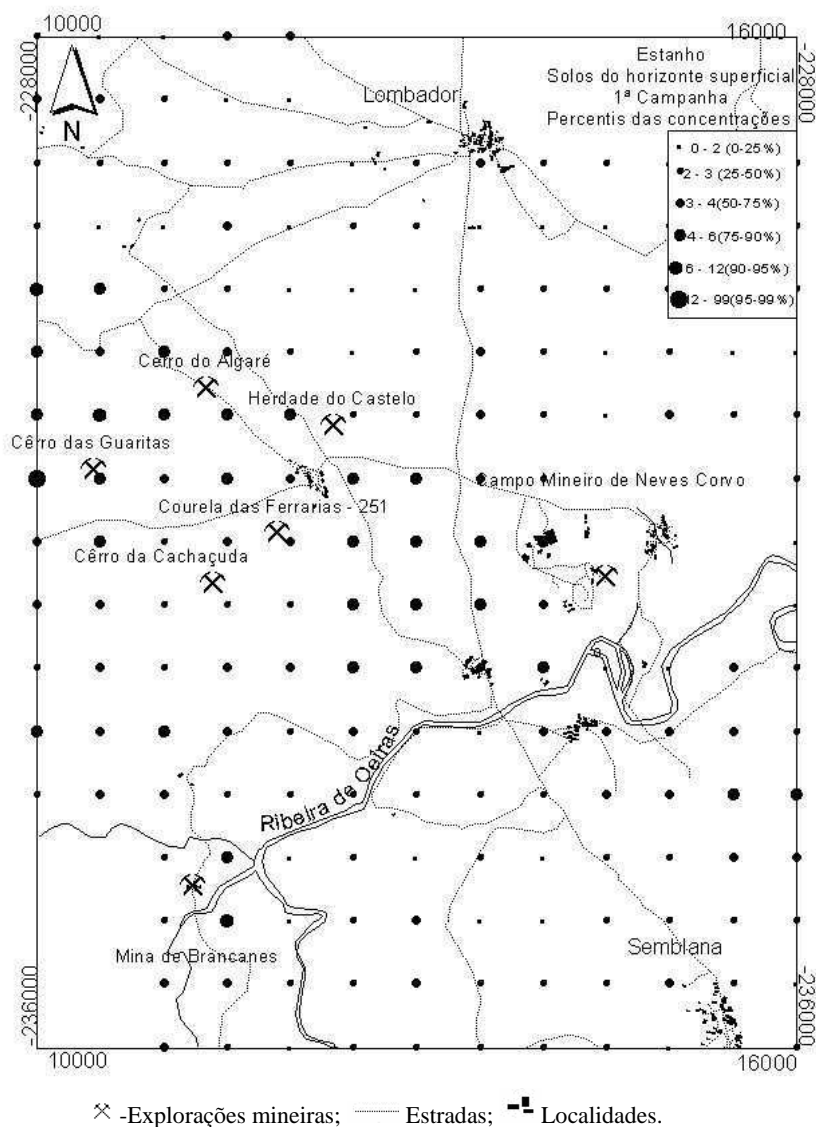 10000
16000
-228000
-228000
N
Estanho
Solos do horizonte superficial
1ª Campanha
Percentis das concentrações
0 - 2 (0-25%)
2 - 3 (25-50%)
3 - 4(50-75%)
4 - 6(75-90%)
6 - 12(90-95%)
12 - 99(95-99%)
Lombador
Cerro do Algaré
Herdade do Castelo
Cêrro das Guaritas
Campo Mineiro de Neves Corvo
Courela das Ferrarias - 251
Cêrro da Cachaçuda
Ribeira de Oeiras
Mina de Brancanes
Semblana
-236000
-236000
10000
16000
-Explorações mineiras; Estradas; Localidades.